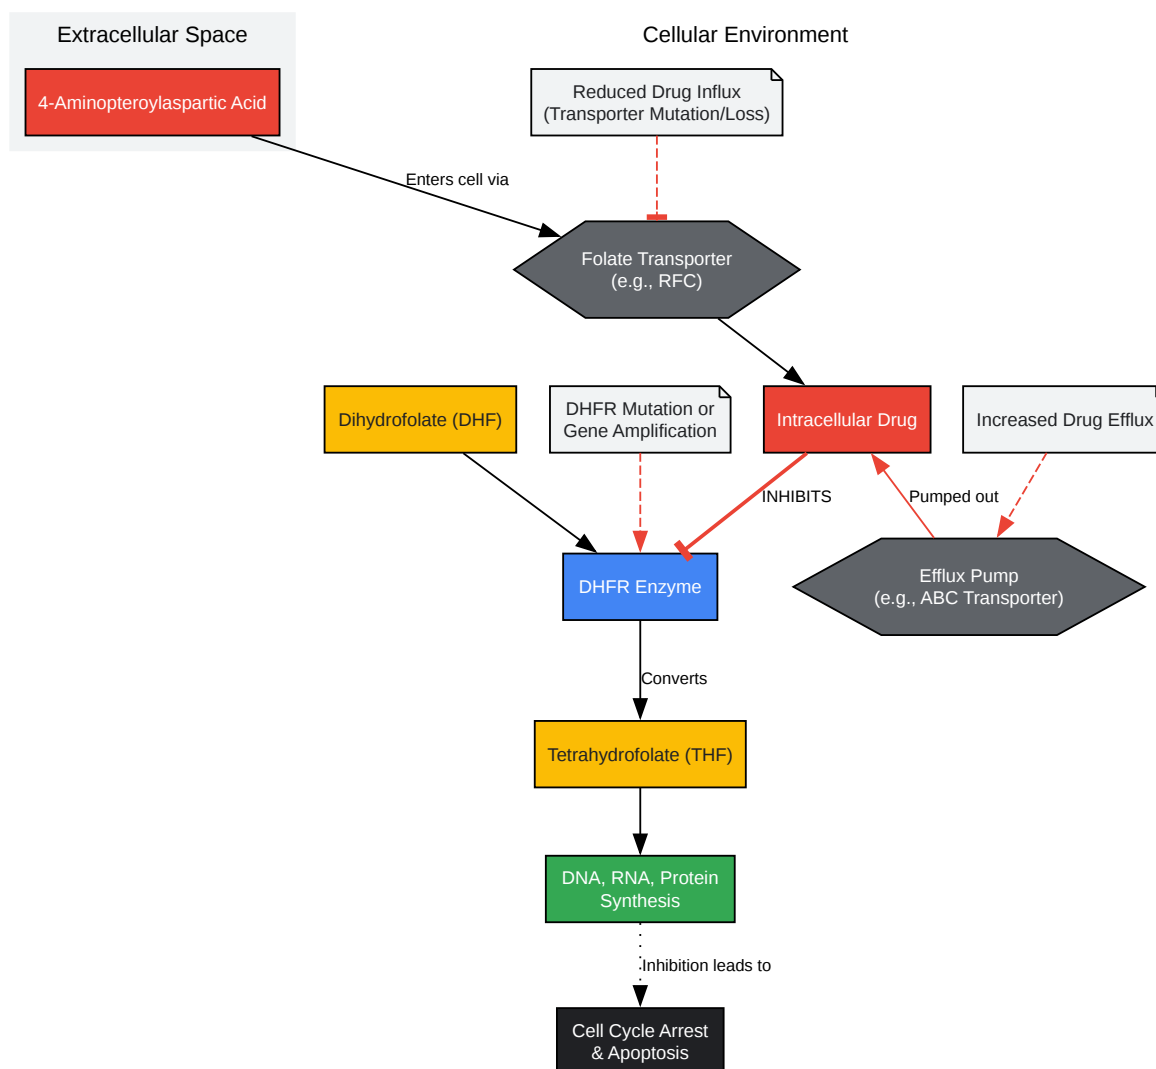 Extracellular Space
Cellular Environment
4-Aminopteroylaspartic Acid
Reduced Drug Influx
(Transporter Mutation/Loss)
Enters cell via
Folate Transporter
(e.g., RFC)
Dihydrofolate (DHF)
DHFR Mutation or
Gene Amplification
Intracellular Drug
Increased Drug Efflux
INHIBITS
Pumped out
DHFR Enzyme
Efflux Pump
(e.g., ABC Transporter)
Converts
Tetrahydrofolate (THF)
DNA, RNA, Protein
Synthesis
Inhibition leads to
Cell Cycle Arrest
& Apoptosis